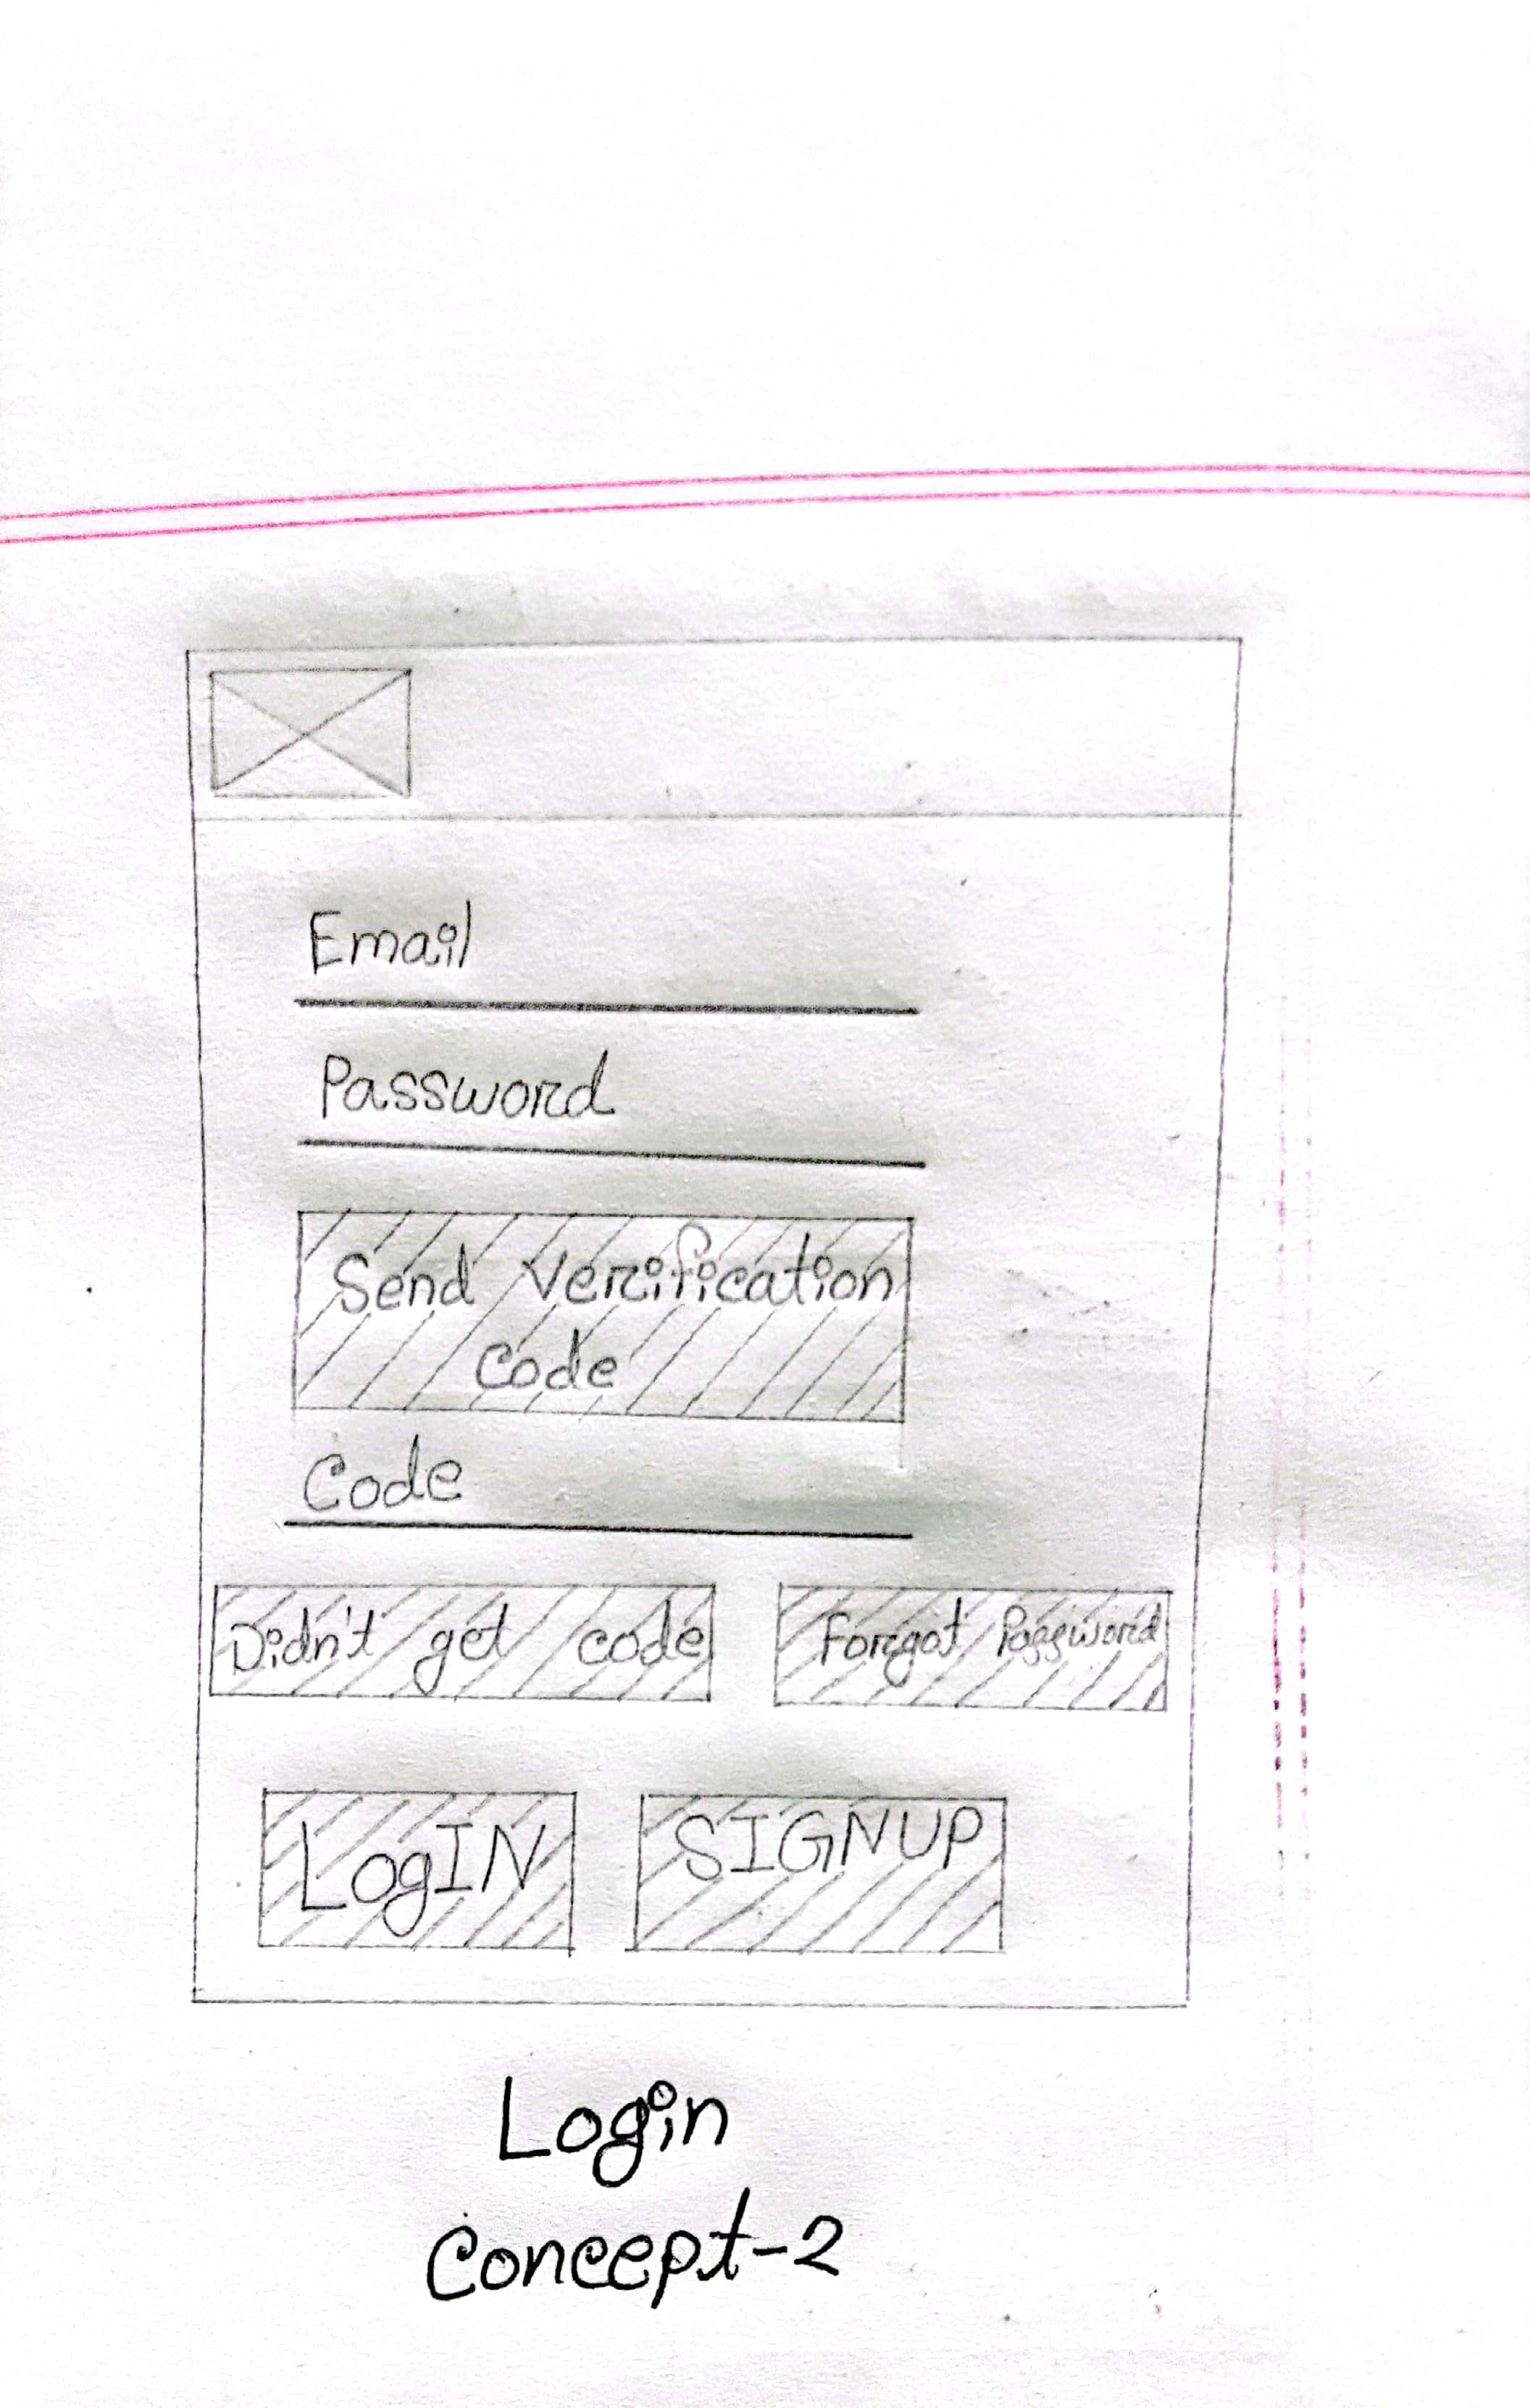 Email
Password
Send Verification
Code
Code
Didn't get code Forgot Password
LogIN SIGNUP
Login
Concept-2